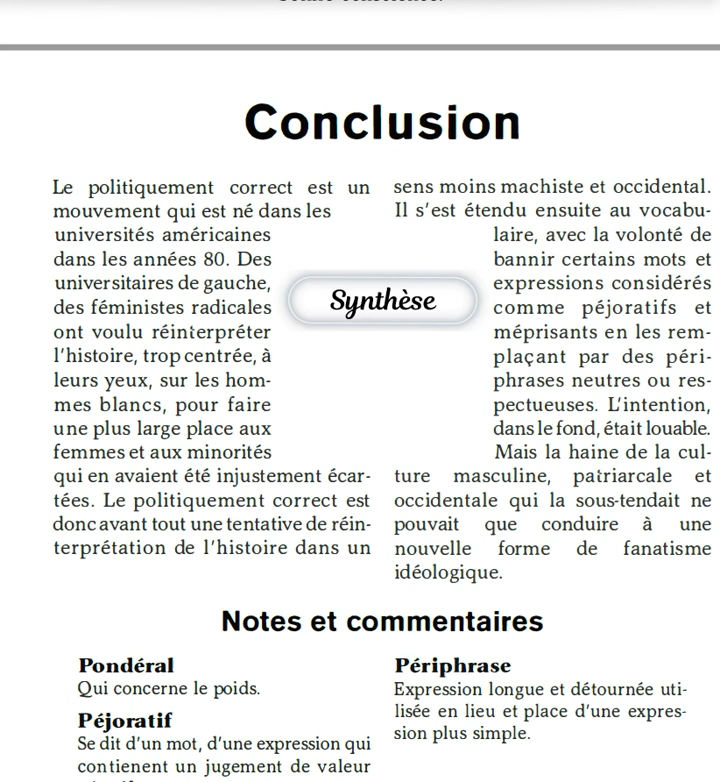 Conclusion
Le politiquement correct est un
mouvement qui est né dans les
universités américaines
dans les années 80. Des
universitaires de gauche,
des féministes radicales
ont voulu réinterpréter
l'histoire, trop centrée, à
leurs yeux, sur les hom-
mes blancs, pour faire
une plus large place aux
femmes et aux minorités
qui en avaient été injustement écar-
tées. Le politiquement correct est
donc avant tout une tentative de réin-
terprétation de l'histoire dans un
Synthèse
sens moins machiste et occidental.
Il s'est étendu ensuite au vocabu-
laire, avec la volonté de
bannir certains mots et
expressions considérés
comme péjoratifs et
méprisants en les rem-
plaçant par des péri-
phrases neutres ou res-
pectueuses. L'intention,
dans le fond, était louable.
Mais la haine de la cul-
ture masculine, patriarcale et
occidentale qui la sous-tendait ne
pouvait que conduire à une
nouvelle forme de fanatisme
idéologique.
Notes et commentaires
Pondéral
Qui concerne le poids.
Péjoratif
Se dit d'un mot, d'une expression qui
contienent un jugement de valeur
Périphrase
Expression longue et détournée uti-
lisée en lieu et place d'une expres-
sion plus simple.